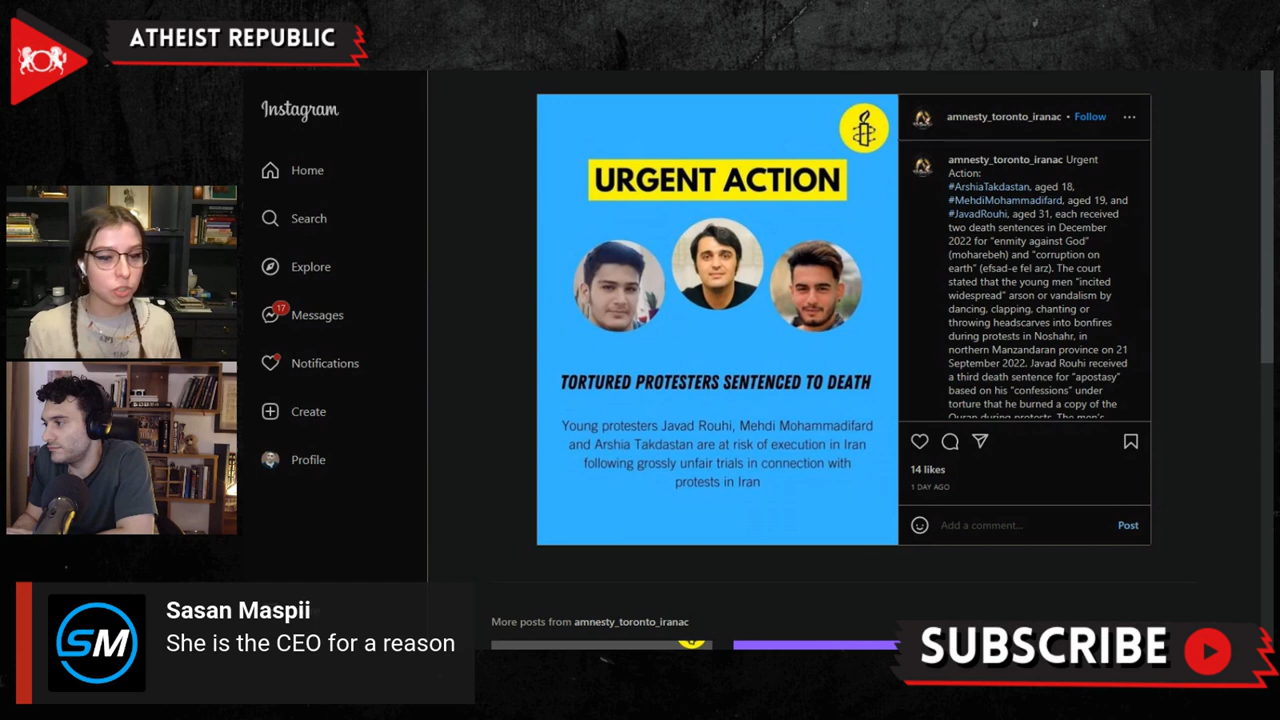 ATHEIST REPUBLIC
Instagram
Home
Search
Explore
17
Messages
Notifications
Create
Profile
URGENT ACTION
TORTURED PROTESTERS SENTENCED TO DEATH
Young protesters Javad Rouhi, Mehdi Mohammadifard
and Arshia Takdastan are at risk of execution in Iran
following grossly unfair trials in connection with
protests in Iran
amnesty_toronto_iranac • Follow
amnesty_toronto_iranac Urgent
Action:
#ArshiaTakdastan, aged 18,
#MehdiMohammadifard, aged 19, and
#JavadRouhi, aged 31, each received
two death sentences in December
2022 for "enmity against God"
(moharebeh) and "corruption on
earth" (efsad-e fel arz). The court
stated that the young men "incited
widespread" arson or vandalism by
dancing, clapping, chanting or
throwing headscarves into bonfires
during protests in Noshahr, in
northern Manzandaran province on 21
September 2022. Javad Rouhi received
a third death sentence for "apostasy"
based on his "confessions" under
torture that he burned a copy of the
Quran during protests. The men's
14 likes
1 DAY AGO
Add a comment...
Post
More posts from amnesty_toronto_iranac
SM
Sasan Maspii
She is the CEO for a reason
SUBSCRIBE